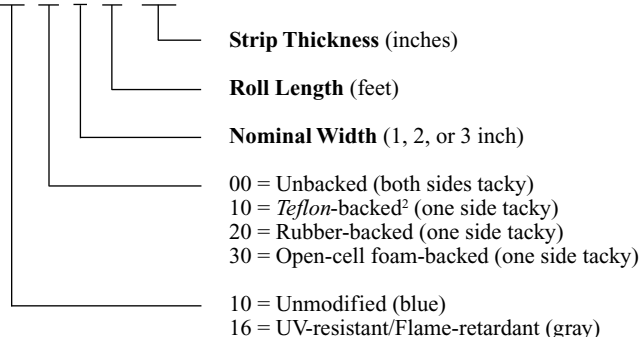 Strip Thickness (inches)
Roll Length (feet)
Nominal Width (1, 2, or 3 inch)
00 = Unbacked (both sides tacky)
10 = Teflon-backed² (one side tacky)
20 = Rubber-backed (one side tacky)
30 = Open-cell foam-backed (one side tacky)
10 = Unmodified (blue)
16 = UV-resistant/Flame-retardant (gray)